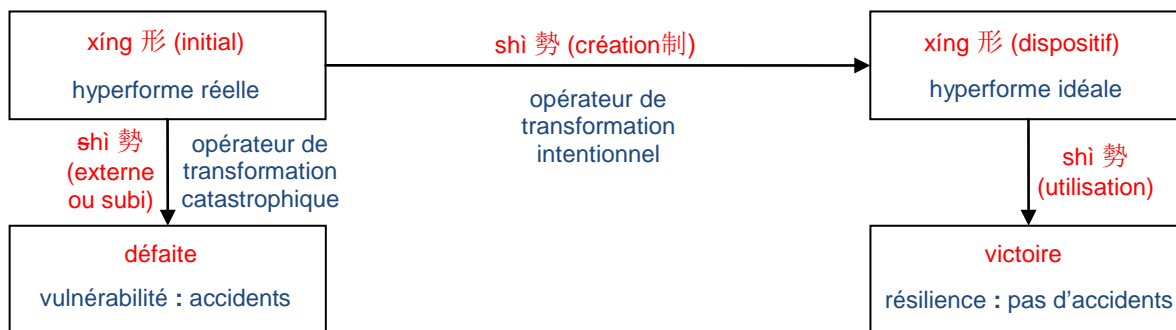 xíng 形 (initial)
hyperforme réelle
shì 勢 (création制)
opérateur de
transformation
intentionnel
xíng 形 (dispositif)
hyperforme idéale
shì 勢
(externe
ou subi)
opérateur de
transformation
catastrophique
shì 勢
(utilisation)
défaite
vulnérabilité : accidents
victoire
résilience : pas d’accidents